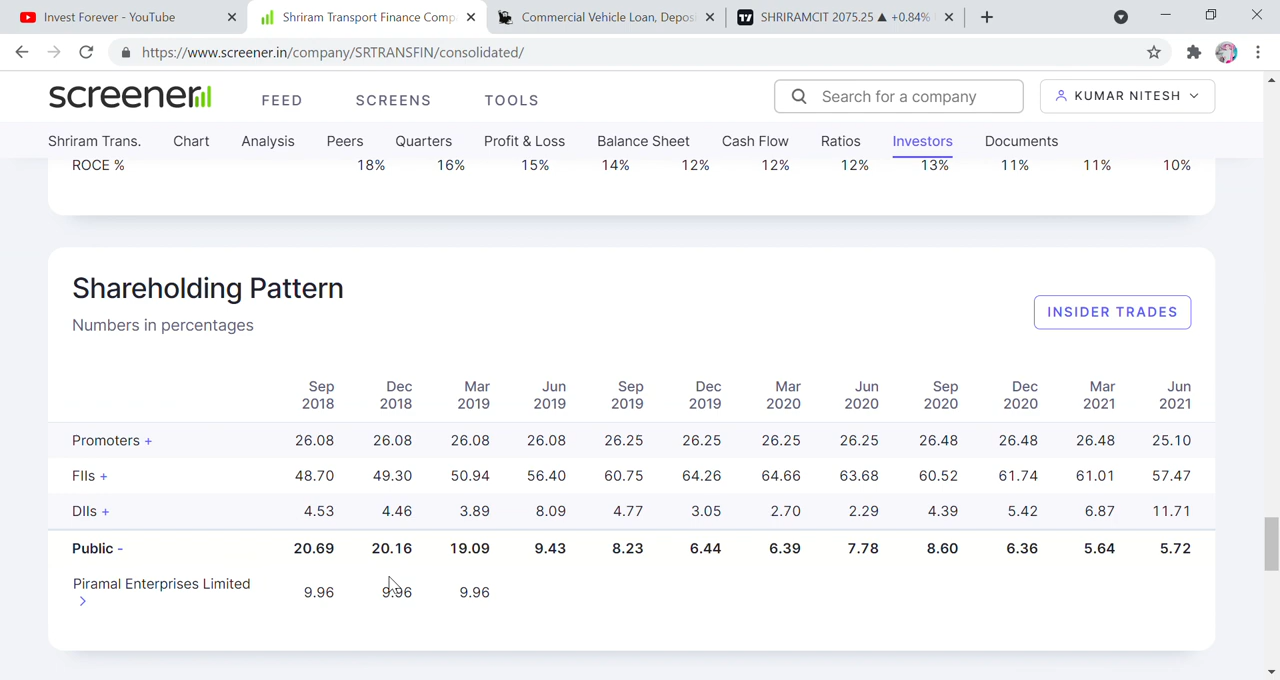 Invest Forever - YouTube
Shriram Transport Finance Comp
Commercial Vehicle Loan, Depos
SHRIRAMCIT 2075.25 ▲ +0.84%
https://www.screener.in/company/SRTRANSFIN/consolidated/
screener
FEED SCREENS TOOLS
Search for a company
KUMAR NITESH
Shriram Trans. Chart Analysis Peers Quarters Profit & Loss Balance Sheet Cash Flow Ratios Investors Documents
ROCE % 18% 16% 15% 14% 12% 12% 12% 13% 11% 11% 10%
Shareholding Pattern
Numbers in percentages
INSIDER TRADES
Sep Dec Mar Jun Sep Dec Mar Jun Sep Dec Mar Jun
2018 2018 2019 2019 2019 2019 2020 2020 2020 2020 2021 2021
Promoters + 26.08 26.08 26.08 26.08 26.25 26.25 26.25 26.25 26.48 26.48 26.48 25.10
FIIs + 48.70 49.30 50.94 56.40 60.75 64.26 64.66 63.68 60.52 61.74 61.01 57.47
DIIs + 4.53 4.46 3.89 8.09 4.77 3.05 2.70 2.29 4.39 5.42 6.87 11.71
Public - 20.69 20.16 19.09 9.43 8.23 6.44 6.39 7.78 8.60 6.36 5.64 5.72
Piramal Enterprises Limited 9.96 9.96 9.96